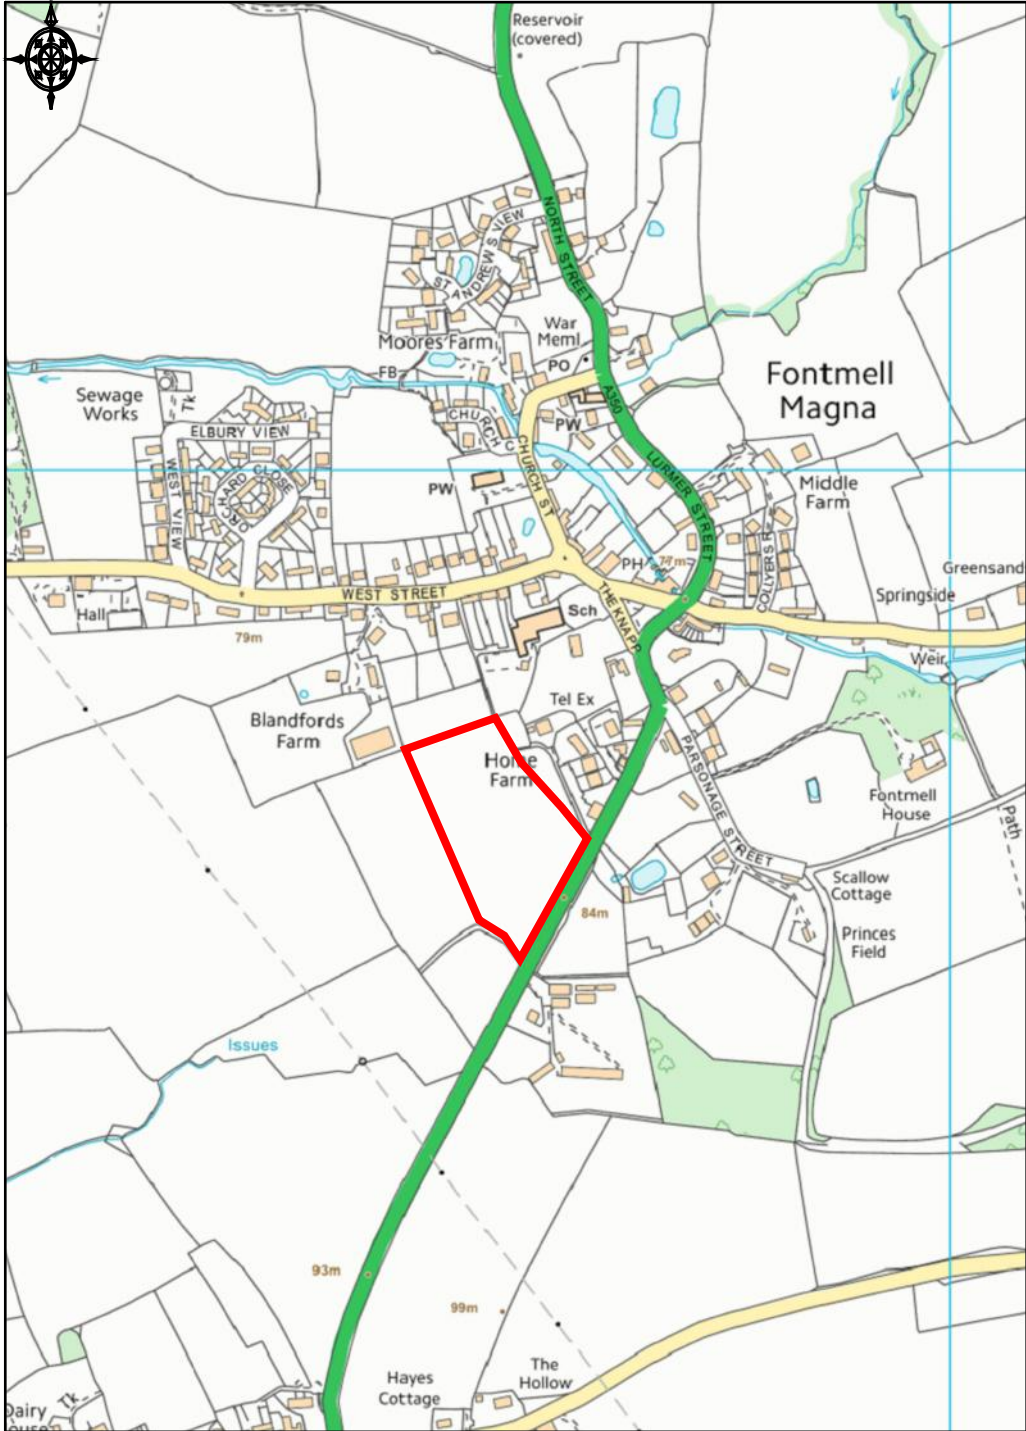 Reservoir
(covered)
NORTH STREET
ST ANDREWS VIEW
War
Meml
Moores Farm
FB
PO
A350
Fontmell
Magna
Sewage
Works
Tk
CHURCH C
PW
ELBURY VIEW
CHURCH ST
LURMER STREET
WEST VIEW
ORCHARD CLOSE
PW
Middle
Farm
PH
77m
COLLYERS R
Greensand
Springside
WEST STREET
THE KNAPP
Sch
Hall
79m
Weir
Tel Ex
Blandfords
Farm
Home
Farm
PARSONAGE STREET
Fontmell
House
Path
Scallow
Cottage
84m
Princes
Field
Issues
93m
99m
Hayes
Cottage
The
Hollow
Tk
Dairy
ouse